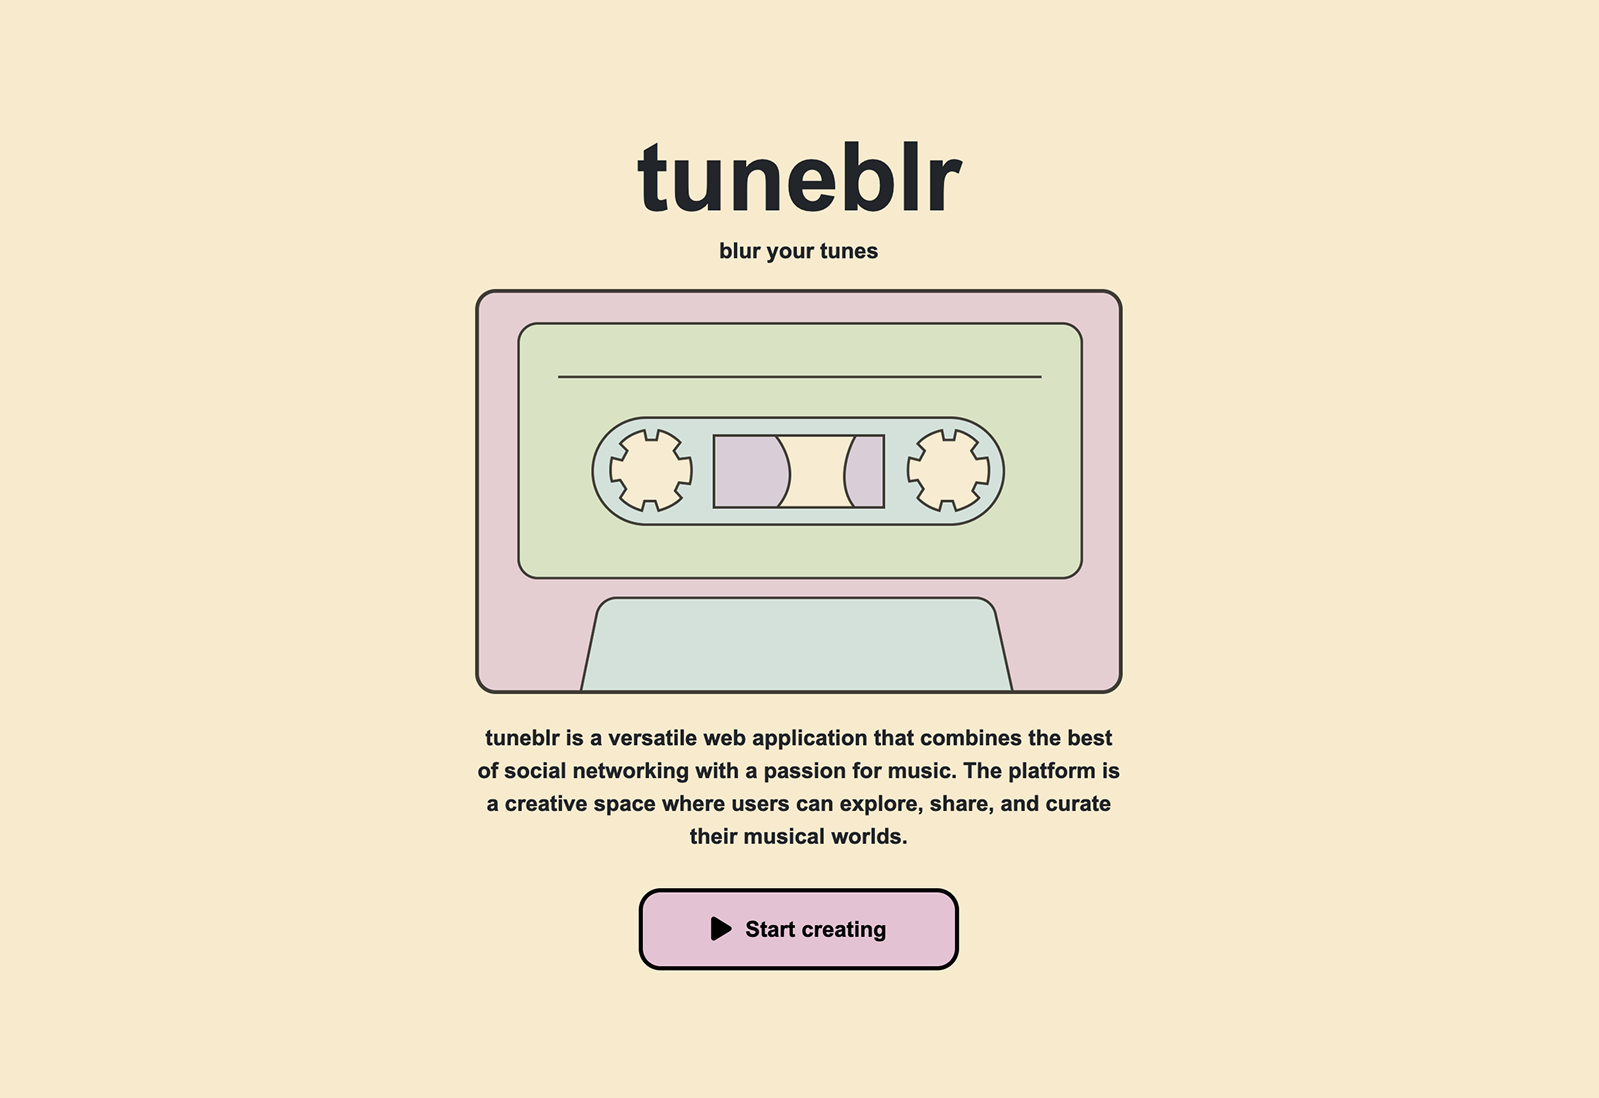 tuneblr
blur your tunes
tuneblr is a versatile web application that combines the best
of social networking with a passion for music. The platform is
a creative space where users can explore, share, and curate
their musical worlds.
Start creating